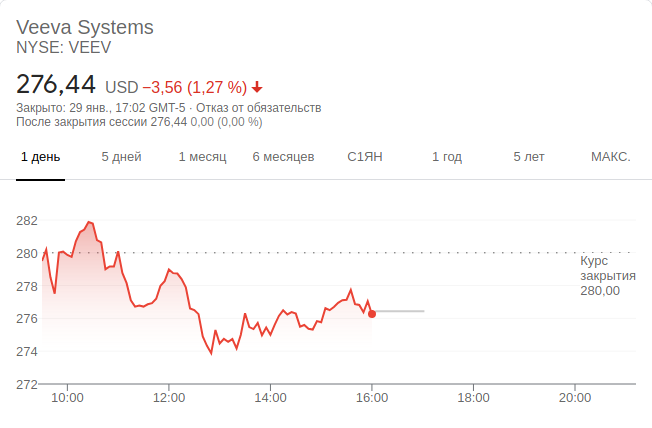 Veeva Systems
NYSE: VEEV
276,44 USD −3,56 (1,27 %)
Закрыто: 29 янв., 17:02 GMT-5 · Отказ от обязательств
После закрытия сессии 276,44 0,00 (0,00 %)
1 день 5 дней 1 месяц 6 месяцев С1ЯН 1 год 5 лет МАКС.
282
280
278
276
274
272
Курс
закрытия
280,00
10:00 12:00 14:00 16:00 18:00 20:00